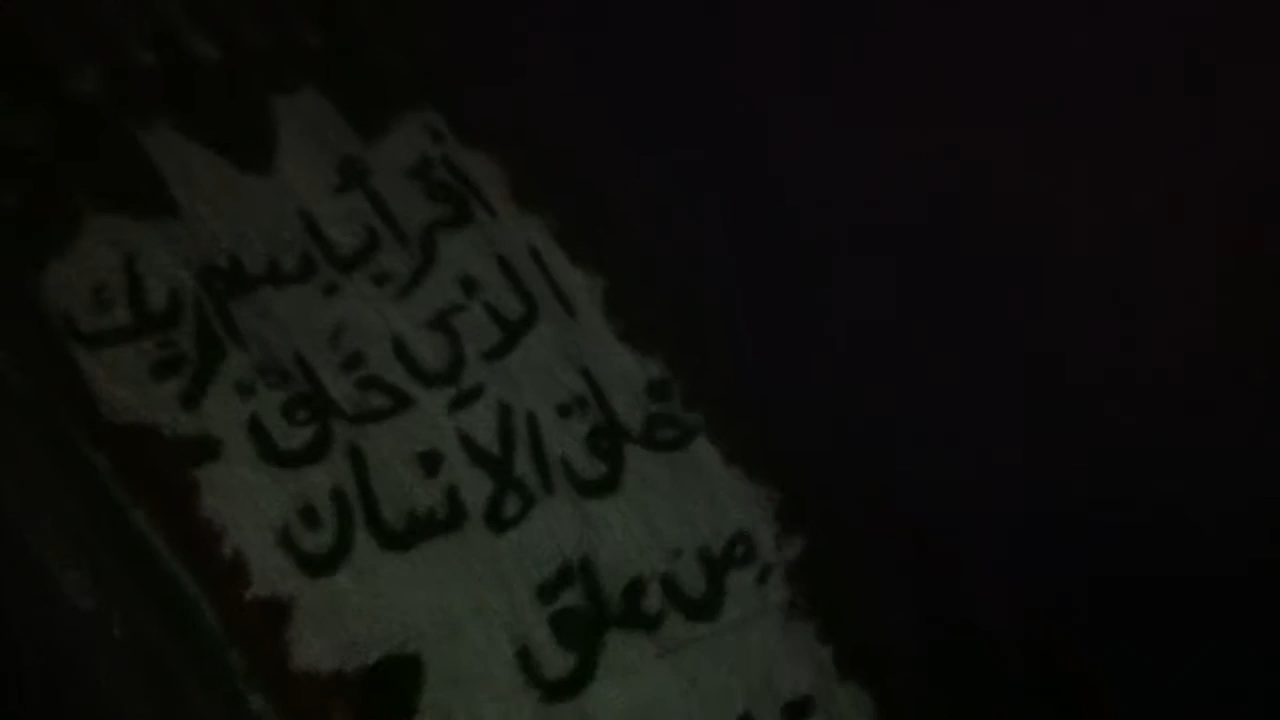 اقرأ باسم ربك
الذي خلق
خلق الانسان
من علق